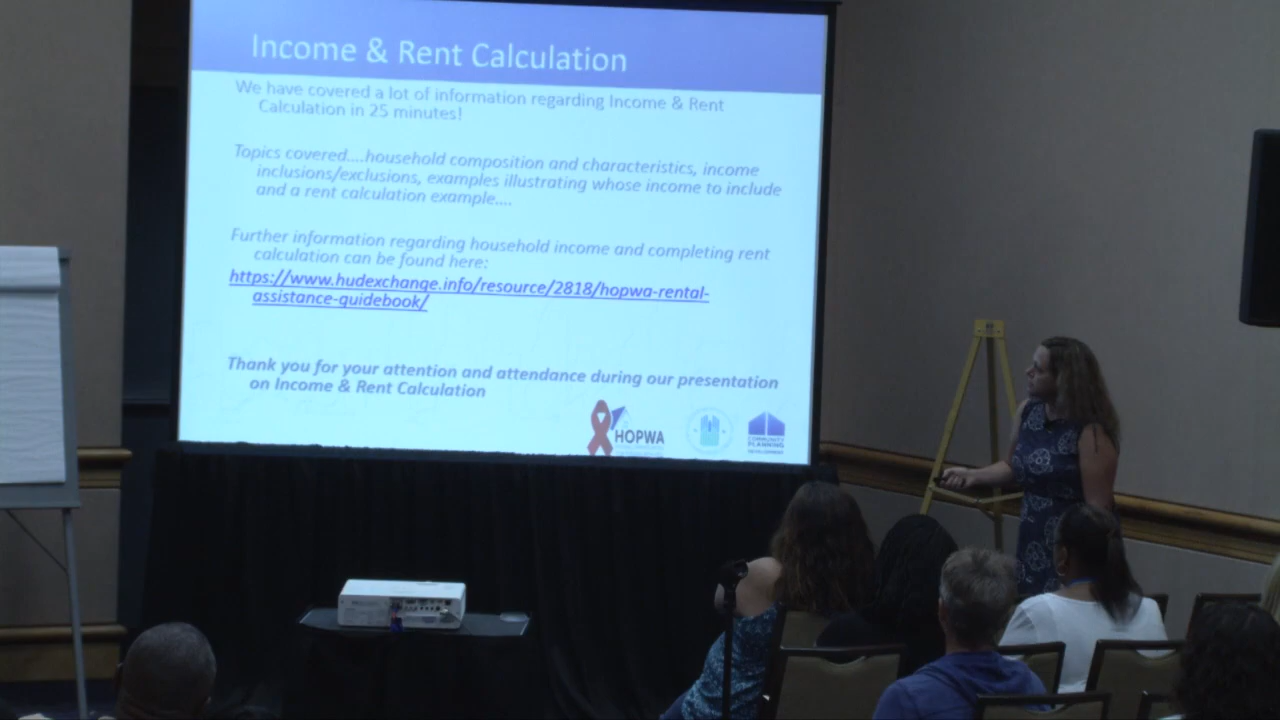 Income & Rent Calculation
We have covered a lot of information regarding Income & Rent
Calculation in 25 minutes!
Topics covered....household composition and characteristics, income
inclusions/exclusions, examples illustrating whose income to include
and a rent calculation example....
Further information regarding household income and completing rent
calculation can be found here:
https://www.hudexchange.info/resource/2818/hopwa-rental-
assistance-guidebook/
Thank you for your attention and attendance during our presentation
on Income & Rent Calculation
HOPWA
COMMUNITY
PLANNING
DEVELOPMENT